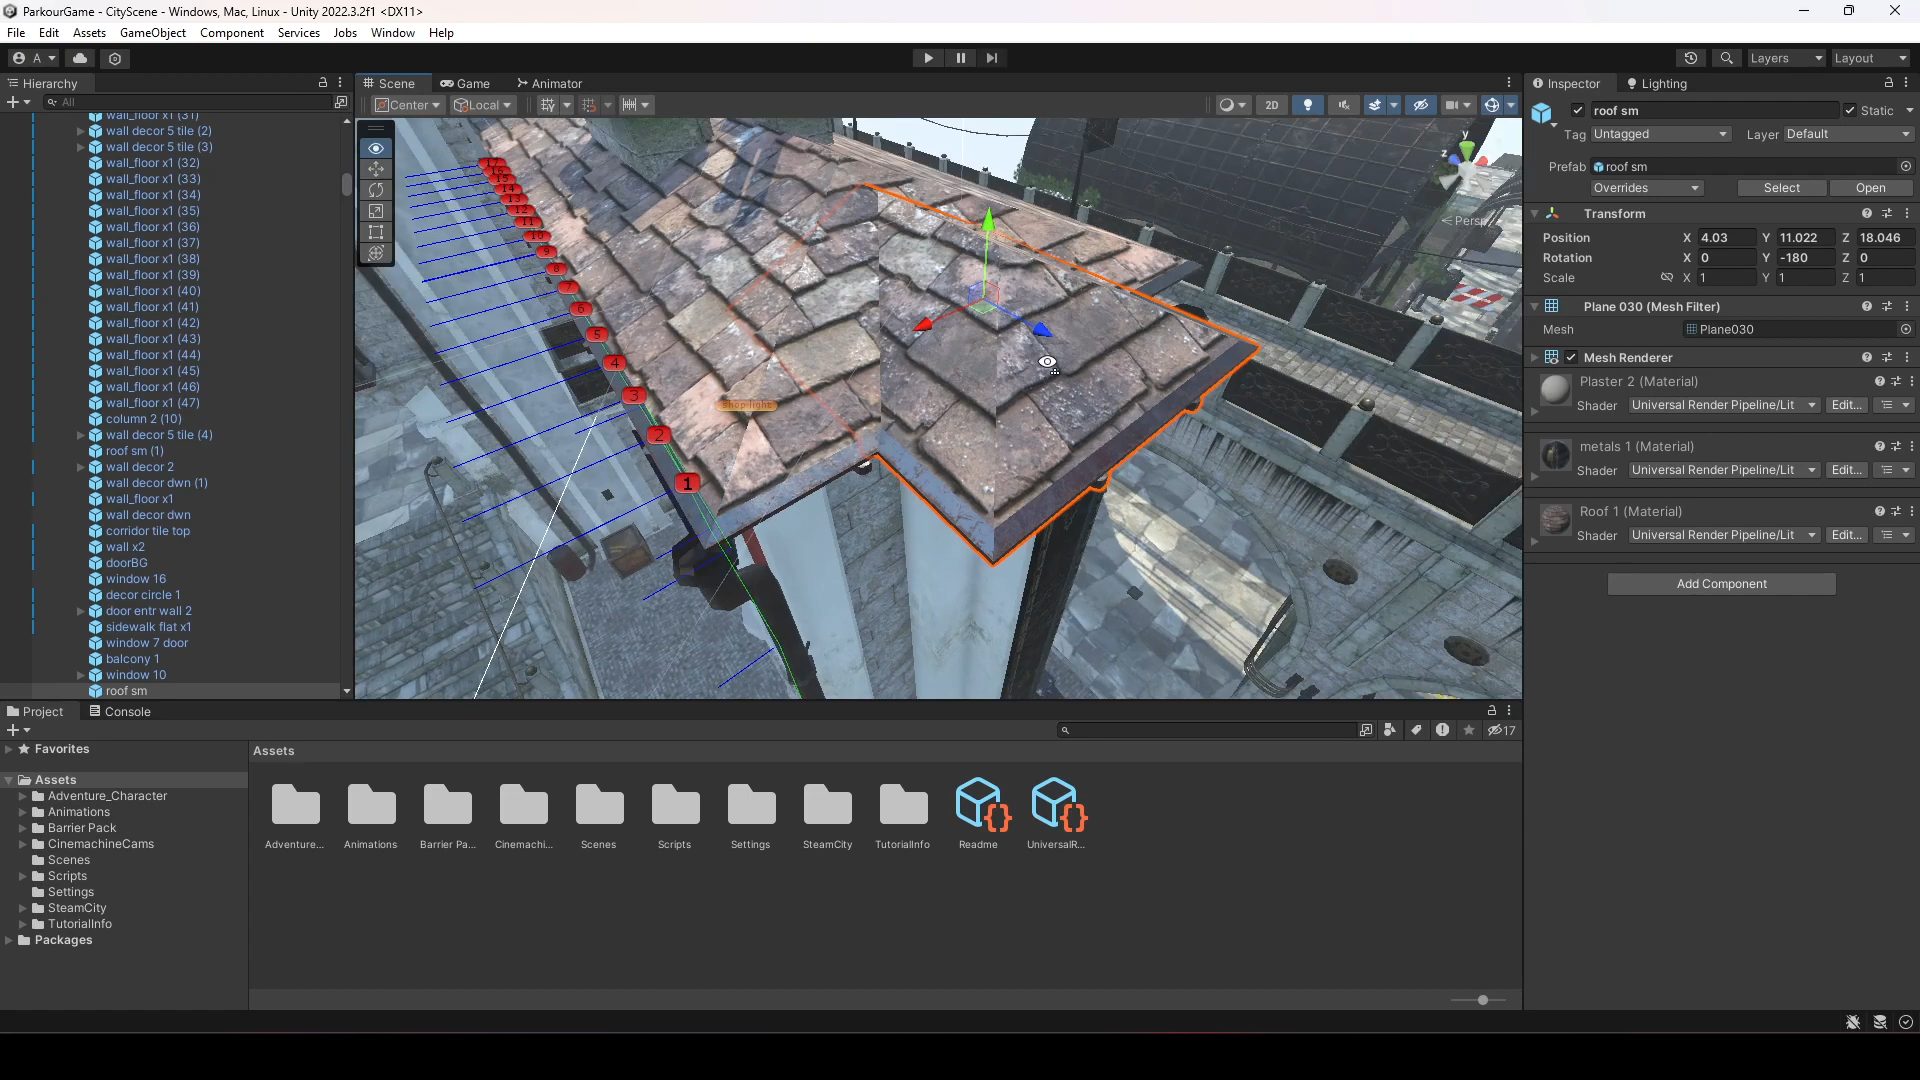 ParkourGame - CityScene - Windows, Mac, Linux - Unity 2022.3.2f1 <DX11>
File Edit Assets GameObject Component Services Jobs Window Help
A Layers Layout
Hierarchy Scene Game Animator Inspector Lighting
All Center Local 2D
roof sm Static
Tag Untagged Layer Default
Prefab roof sm
Overrides Select Open
Transform
Position X 4.03 Y 11.022 Z 18.046
Rotation X 0 Y -180 Z 0
Scale X 1 Y 1 Z 1
Plane 030 (Mesh Filter)
Mesh Plane030
Mesh Renderer
Plaster 2 (Material)
Shader Universal Render Pipeline/Lit Edit...
metals 1 (Material)
Shader Universal Render Pipeline/Lit Edit...
Roof 1 (Material)
Shader Universal Render Pipeline/Lit Edit...
Add Component
wall_floor x1 (31)
wall decor 5 tile (2)
wall decor 5 tile (3)
wall_floor x1 (32)
wall_floor x1 (33)
wall_floor x1 (34)
wall_floor x1 (35)
wall_floor x1 (36)
wall_floor x1 (37)
wall_floor x1 (38)
wall_floor x1 (39)
wall_floor x1 (40)
wall_floor x1 (41)
wall_floor x1 (42)
wall_floor x1 (43)
wall_floor x1 (44)
wall_floor x1 (45)
wall_floor x1 (46)
wall_floor x1 (47)
column 2 (10)
wall decor 5 tile (4)
roof sm (1)
wall decor 2
wall decor dwn (1)
wall_floor x1
wall decor dwn
corridor tile top
wall x2
doorBG
window 16
decor circle 1
door entr wall 2
sidewalk flat x1
window 7 door
balcony 1
window 10
roof sm
y
z
Persp
14
13
12
11
10
9
8
7
6
5
4
3
2
1
shop light
Project Console
17
Favorites
Assets
Adventure_Character
Animations
Barrier Pack
CinemachineCams
Scenes
Scripts
Settings
SteamCity
TutorialInfo
Packages
Assets
Adventure... Animations Barrier Pa... Cinemachi... Scenes Scripts Settings SteamCity TutorialInfo Readme UniversalR...